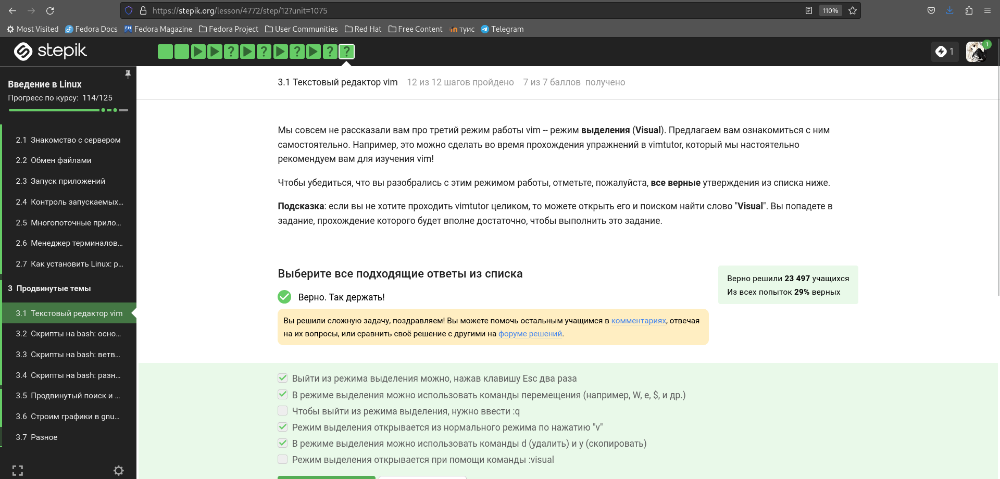 https://stepik.org/lesson/4772/step/12?unit=1075
110%
Most Visited
Fedora Docs
Fedora Magazine
Fedora Project
User Communities
Red Hat
Free Content
туис
Telegram
stepik
1
1
Введение в Linux
Прогресс по курсу: 114/125
2.1 Знакомство с сервером
2.2 Обмен файлами
2.3 Запуск приложений
2.4 Контроль запускаемых...
2.5 Многопоточные прило...
2.6 Менеджер терминалов...
2.7 Как установить Linux: р...
3 Продвинутые темы
3.1 Текстовый редактор vim
3.2 Скрипты на bash: осно...
3.3 Скрипты на bash: ветв...
3.4 Скрипты на bash: разн...
3.5 Продвинутый поиск и ...
3.6 Строим графики в gnu...
3.7 Разное
3.1 Текстовый редактор vim 12 из 12 шагов пройдено 7 из 7 баллов получено
Мы совсем не рассказали вам про третий режим работы vim -- режим выделения (Visual). Предлагаем вам ознакомиться с ним
самостоятельно. Например, это можно сделать во время прохождения упражнений в vimtutor, который мы настоятельно
рекомендуем вам для изучения vim!
Чтобы убедиться, что вы разобрались с этим режимом работы, отметьте, пожалуйста, все верные утверждения из списка ниже.
Подсказка: если вы не хотите проходить vimtutor целиком, то можете открыть его и поиском найти слово "Visual". Вы попадете в
задание, прохождение которого будет вполне достаточно, чтобы выполнить это задание.
Выберите все подходящие ответы из списка
Верно решили 23 497 учащихся
Из всех попыток 29% верных
Верно. Так держать!
Вы решили сложную задачу, поздравляем! Вы можете помочь остальным учащимся в комментариях, отвечая
на их вопросы, или сравнить своё решение с другими на форуме решений.
Выйти из режима выделения можно, нажав клавишу Esc два раза
В режиме выделения можно использовать команды перемещения (например, W, e, $, и др.)
Чтобы выйти из режима выделения, нужно ввести :q
Режим выделения открывается из нормального режима по нажатию "v"
В режиме выделения можно использовать команды d (удалить) и y (скопировать)
Режим выделения открывается при помощи команды :visual